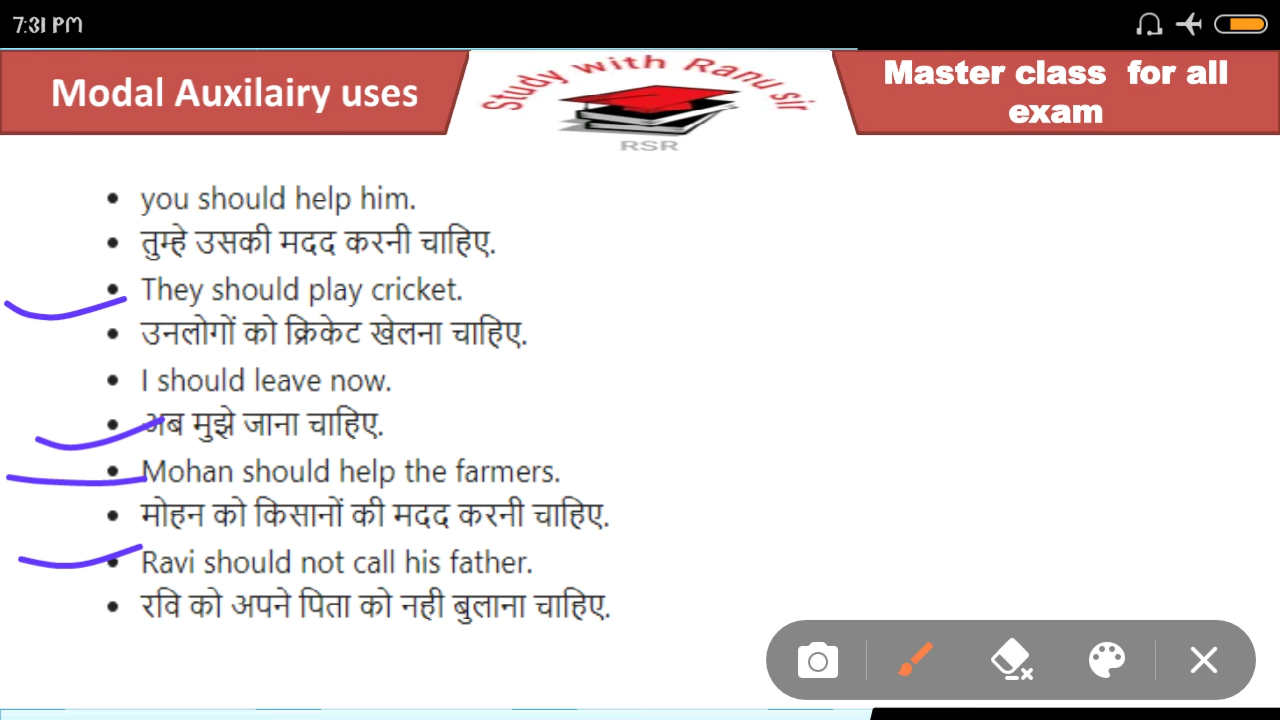 7:31 PM
Modal Auxilairy uses
Study with Ranu sir
RSR
Master class for all
exam
you should help him.
तुम्हे उसकी मदद करनी चाहिए.
They should play cricket.
उनलोगों को क्रिकेट खेलना चाहिए.
I should leave now.
अब मुझे जाना चाहिए.
Mohan should help the farmers.
मोहन को किसानों की मदद करनी चाहिए.
Ravi should not call his father.
रवि को अपने पिता को नही बुलाना चाहिए.